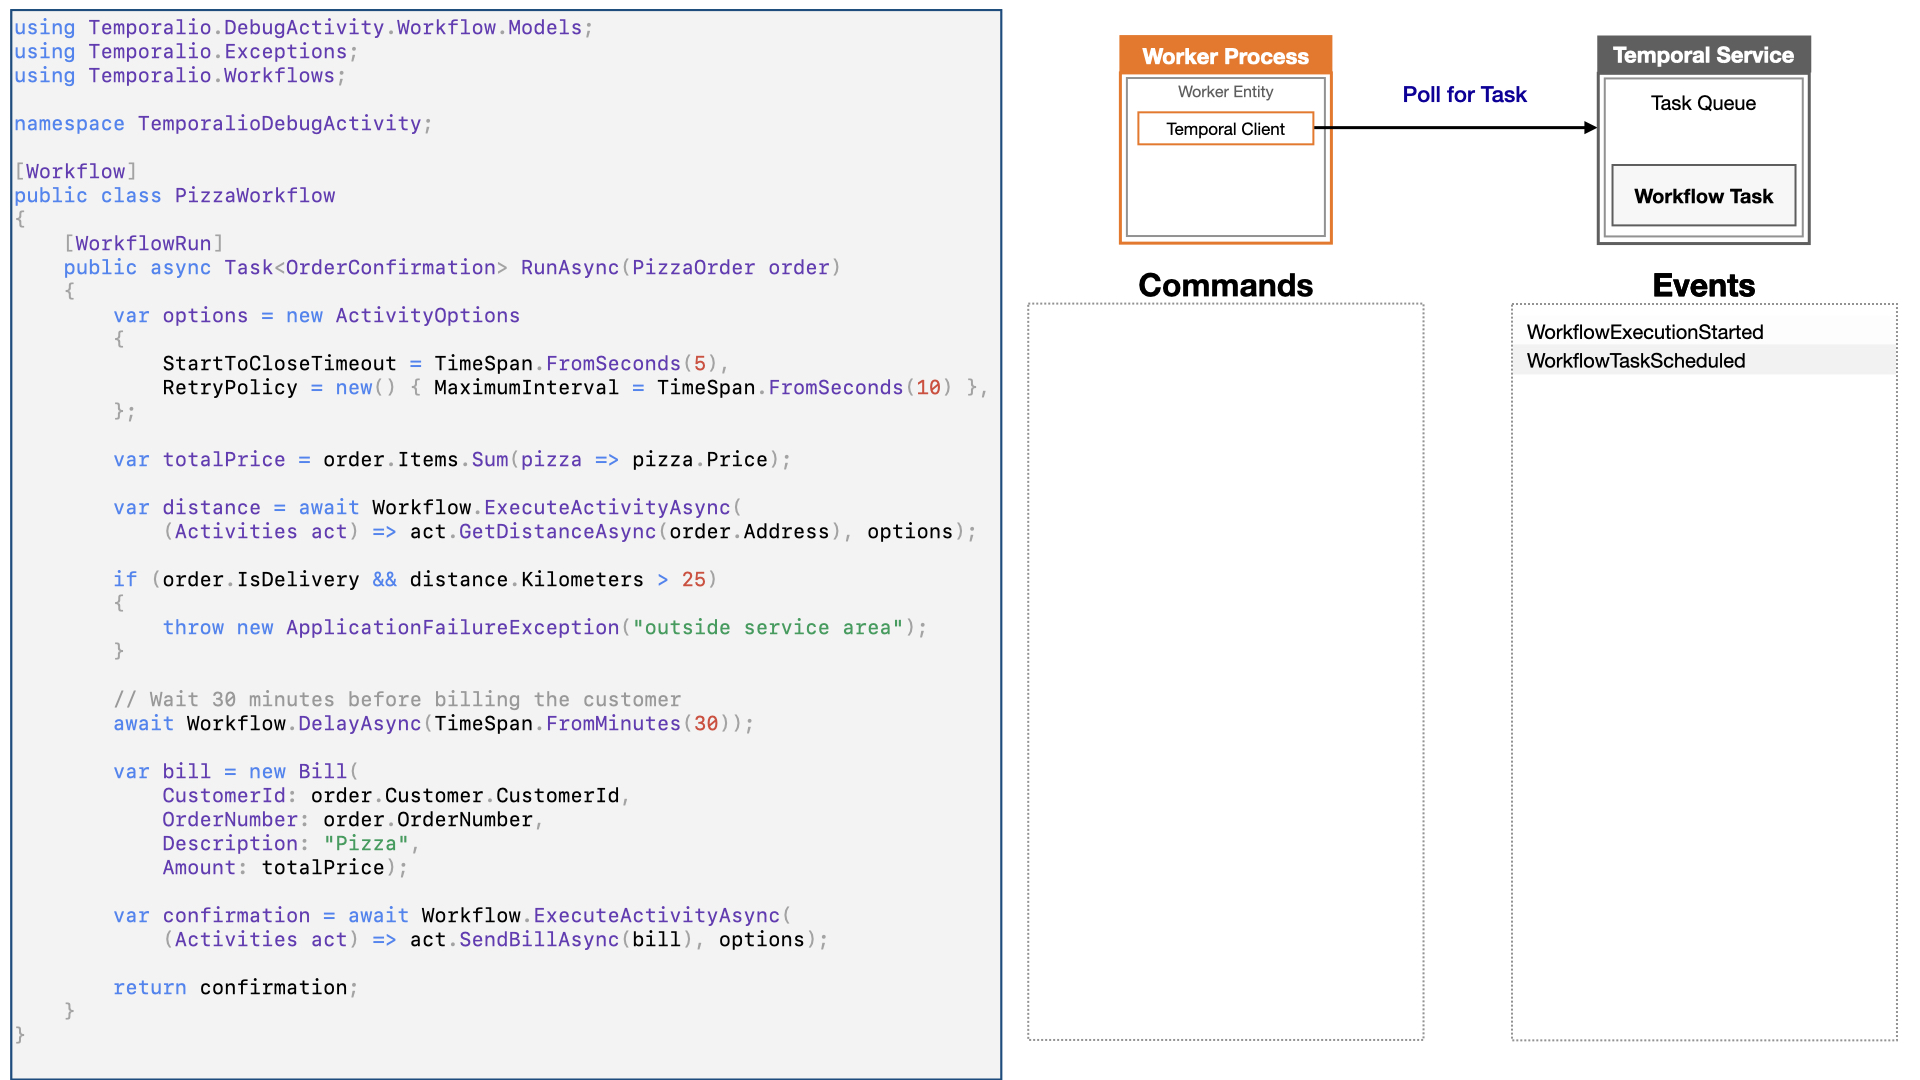 using Temporalio.DebugActivity.Workflow.Models;
using Temporalio.Exceptions;
using Temporalio.Workflows;
namespace TemporalioDebugActivity;
[Workflow]
public class PizzaWorkflow
{
    [WorkflowRun]
    public async Task<OrderConfirmation> RunAsync(PizzaOrder order)
    {
        var options = new ActivityOptions
        {
            StartToCloseTimeout = TimeSpan.FromSeconds(5),
            RetryPolicy = new() { MaximumInterval = TimeSpan.FromSeconds(10) },
        };
        var totalPrice = order.Items.Sum(pizza => pizza.Price);
        var distance = await Workflow.ExecuteActivityAsync(
            (Activities act) => act.GetDistanceAsync(order.Address), options);
        if (order.IsDelivery && distance.Kilometers > 25)
        {
            throw new ApplicationFailureException("outside service area");
        }
        // Wait 30 minutes before billing the customer
        await Workflow.DelayAsync(TimeSpan.FromMinutes(30));
        var bill = new Bill(
            CustomerId: order.Customer.CustomerId,
            OrderNumber: order.OrderNumber,
            Description: "Pizza",
            Amount: totalPrice);
        var confirmation = await Workflow.ExecuteActivityAsync(
            (Activities act) => act.SendBillAsync(bill), options);
        return confirmation;
    }
}
Worker Process
Worker Entity
Temporal Client
Poll for Task
Temporal Service
Task Queue
Workflow Task
Commands
Events
WorkflowExecutionStarted
WorkflowTaskScheduled